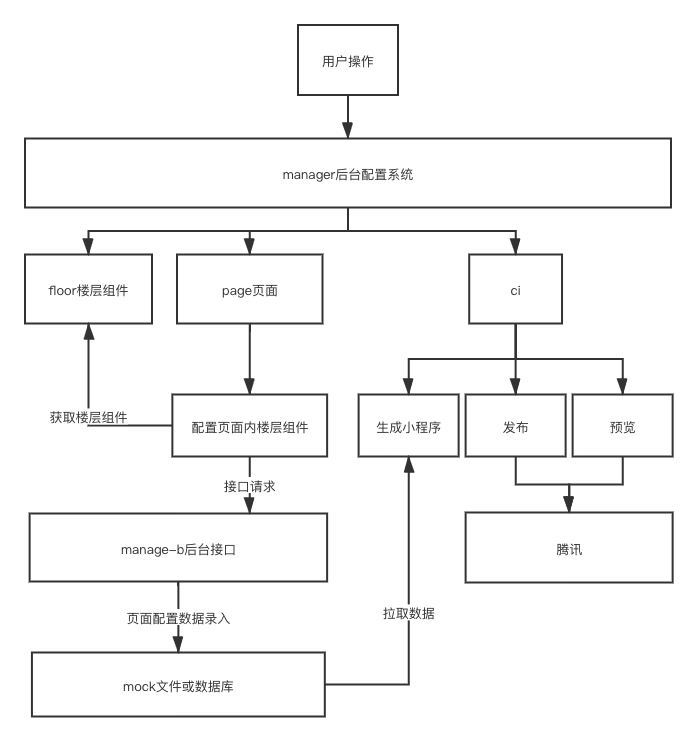 用户操作
manager后台配置系统
floor楼层组件
page页面
ci
获取楼层组件
配置页面内楼层组件
生成小程序
发布
预览
接口请求
manage-b后台接口
腾讯
页面配置数据录入
拉取数据
mock文件或数据库